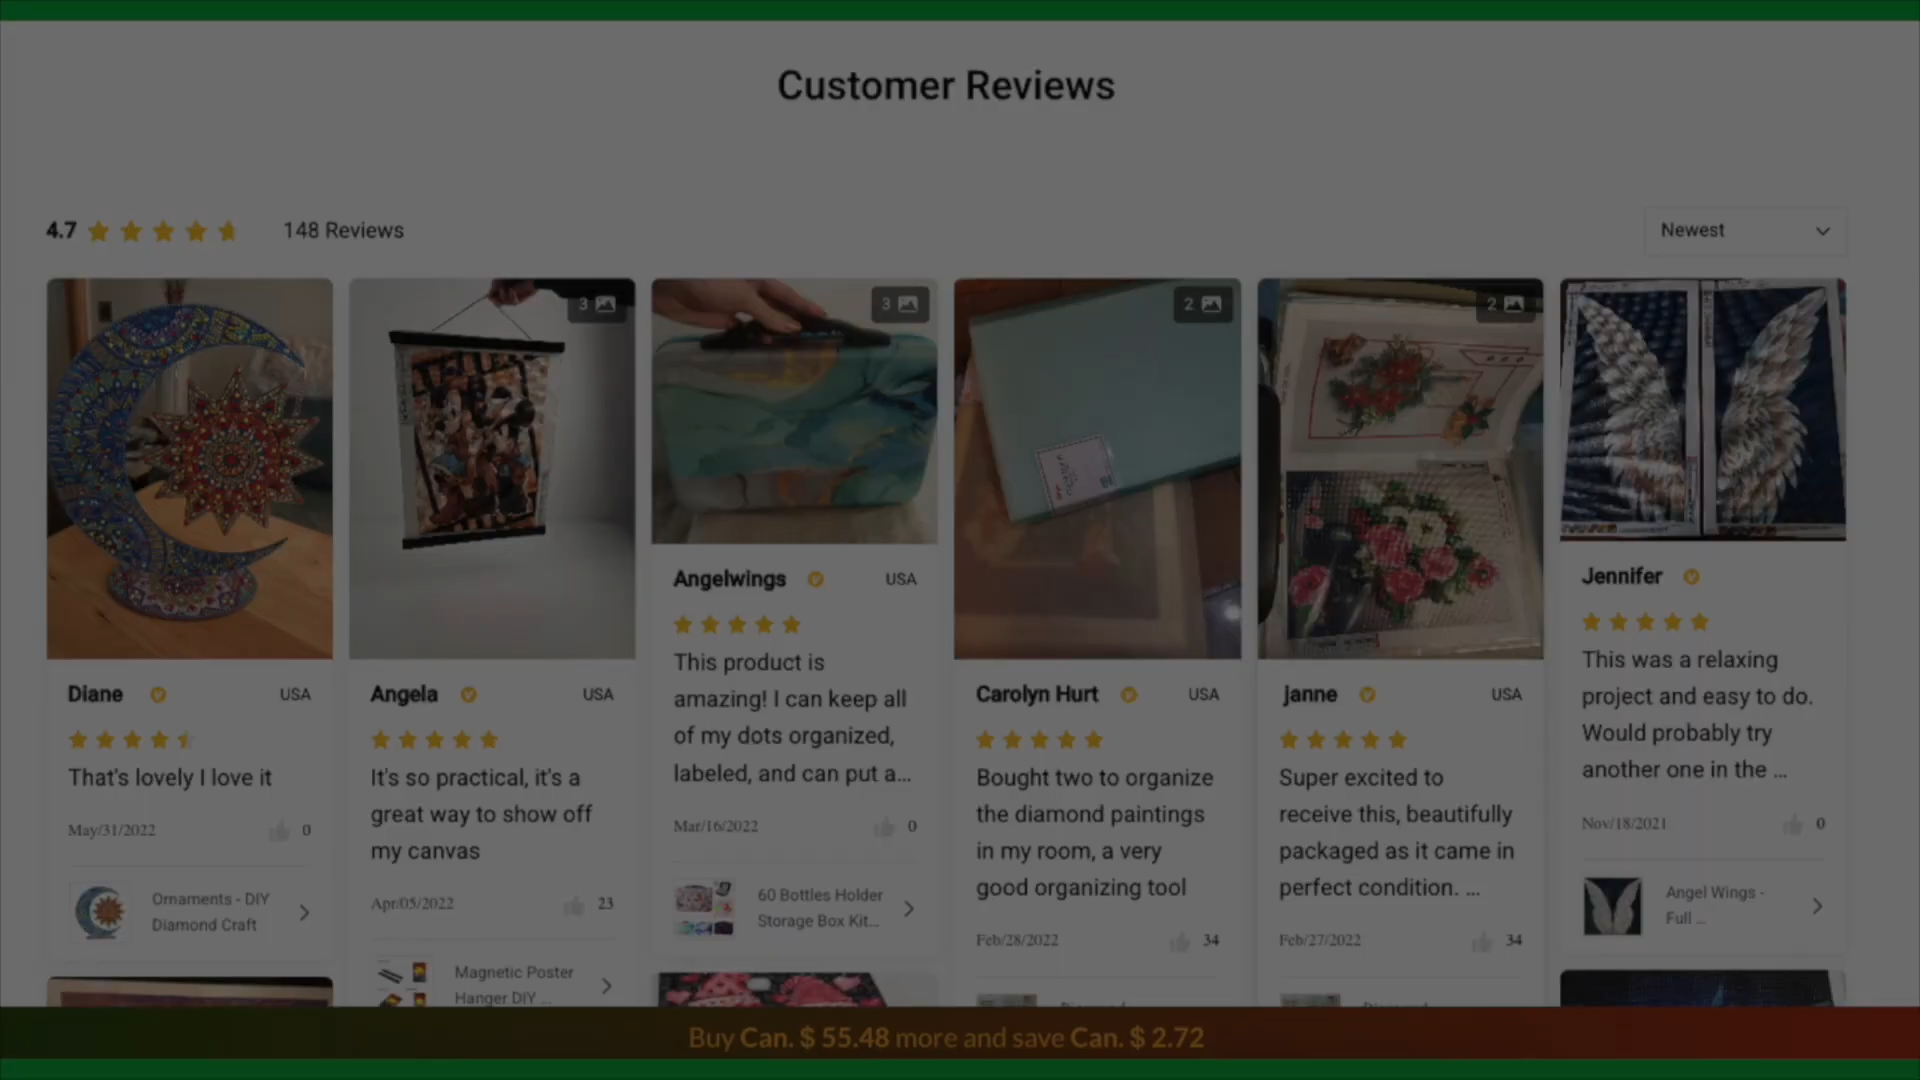 Customer Reviews
4.7
148 Reviews
Newest
3
3
2
2
Diane
USA
That's lovely I love it
May/31/2022
0
Ornaments - DIY
Diamond Craft
Angela
USA
It's so practical, it's a
great way to show off
my canvas
Apr/05/2022
23
Magnetic Poster
Hanger DIY ...
Angelwings
USA
This product is
amazing! I can keep all
of my dots organized,
labeled, and can put a...
Mar/16/2022
0
60 Bottles Holder
Storage Box Kit...
Carolyn Hurt
USA
Bought two to organize
the diamond paintings
in my room, a very
good organizing tool
Feb/28/2022
34
Janne
USA
Super excited to
receive this, beautifully
packaged as it came in
perfect condition. ...
Feb/27/2022
34
Jennifer
This was a relaxing
project and easy to do.
Would probably try
another one in the ...
Nov/18/2021
0
Angel Wings -
Full ...
Buy Can. $ 55.48 more and save Can. $ 2.72